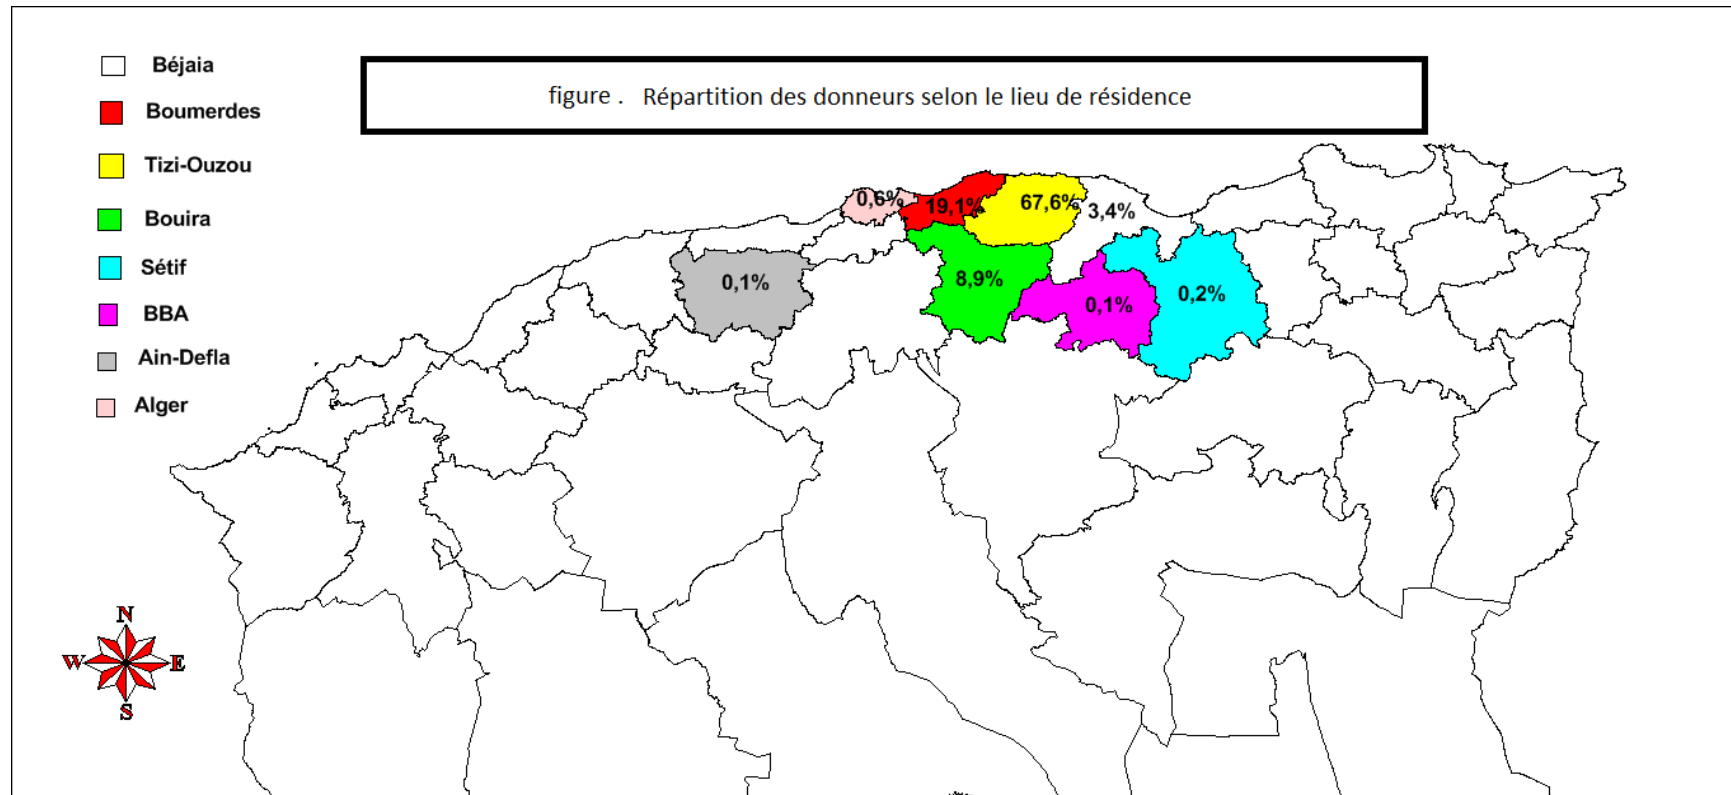 figure . Répartition des donneurs selon le lieu de résidence
Béjaia
Boumerdes
Tizi-Ouzou
Bouira
Sétif
BBA
Ain-Defla
Alger
0,6%
19,1%
67,6%
3,4%
0,1%
8,9%
0,1%
0,2%
N
W E
S